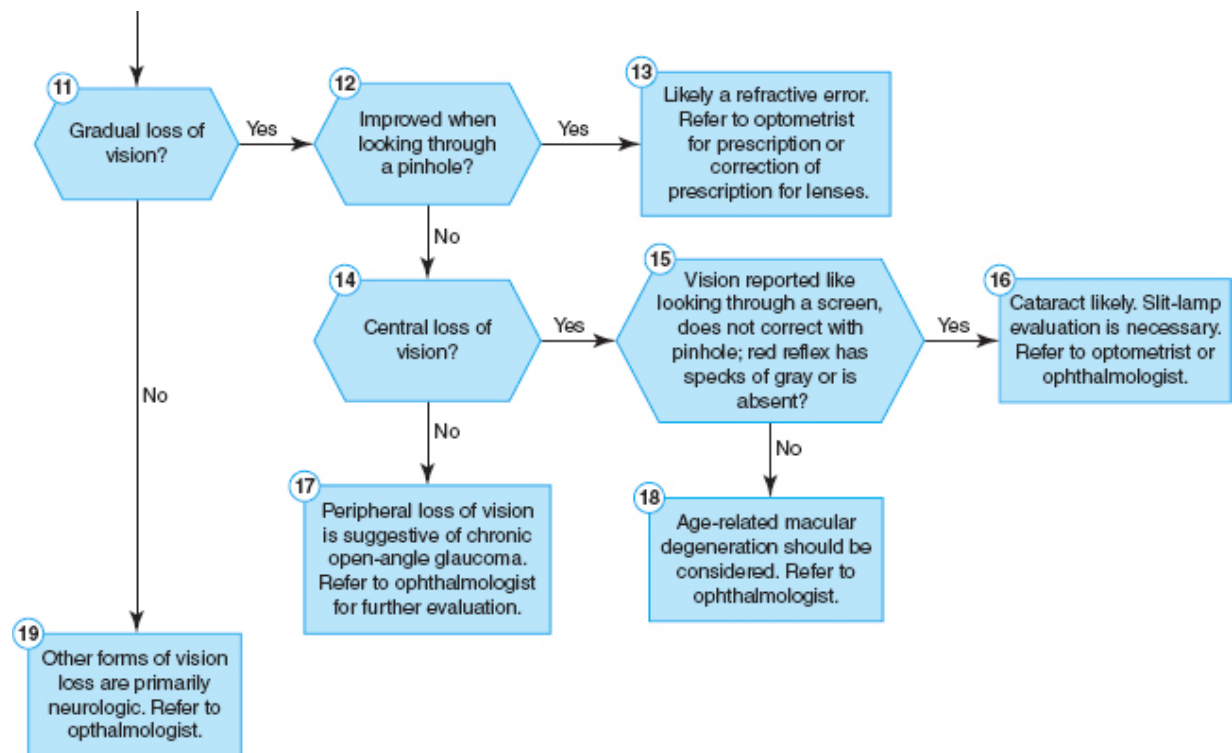 11
Gradual loss of
vision?
Yes
12
Improved when
looking through
a pinhole?
Yes
13
Likely a refractive error.
Refer to optometrist
for prescription or
correction of
prescription for lenses.
No
14
Central loss of
vision?
Yes
15
Vision reported like
looking through a screen,
does not correct with
pinhole; red reflex has
specks of gray or is
absent?
Yes
16
Cataract likely. Slit-lamp
evaluation is necessary.
Refer to optometrist or
ophthalmologist.
No
No
No
17
Peripheral loss of vision
is suggestive of chronic
open-angle glaucoma.
Refer to ophthalmologist
for further evaluation.
18
Age-related macular
degeneration should be
considered. Refer to
ophthalmologist.
19
Other forms of vision
loss are primarily
neurologic. Refer to
opthalmologist.